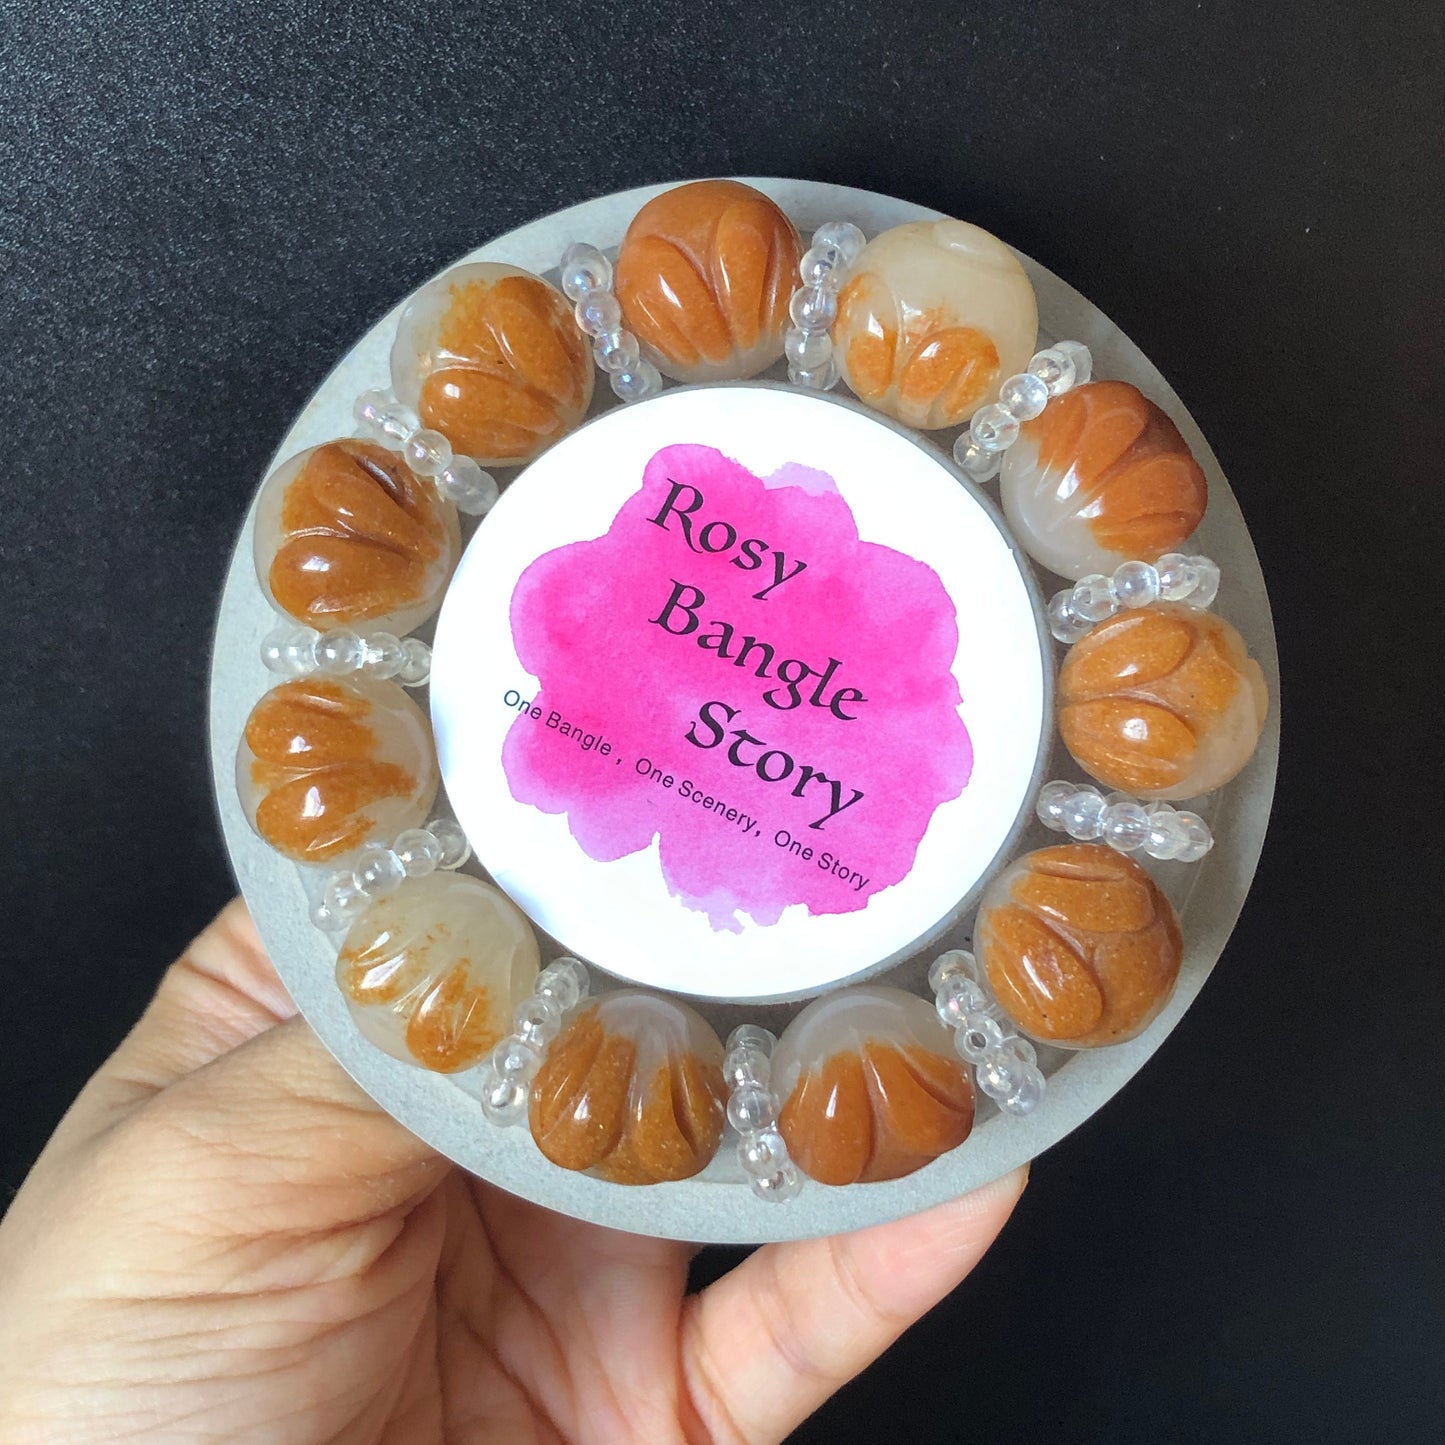 Rosy
Bangle
Story
One Bangle , One Scenery, One Story